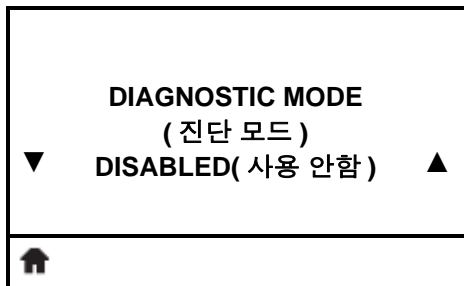 DIAGNOSTIC MODE
( 진단 모드 )
▼ DISABLED( 사용 안함 ) ▲